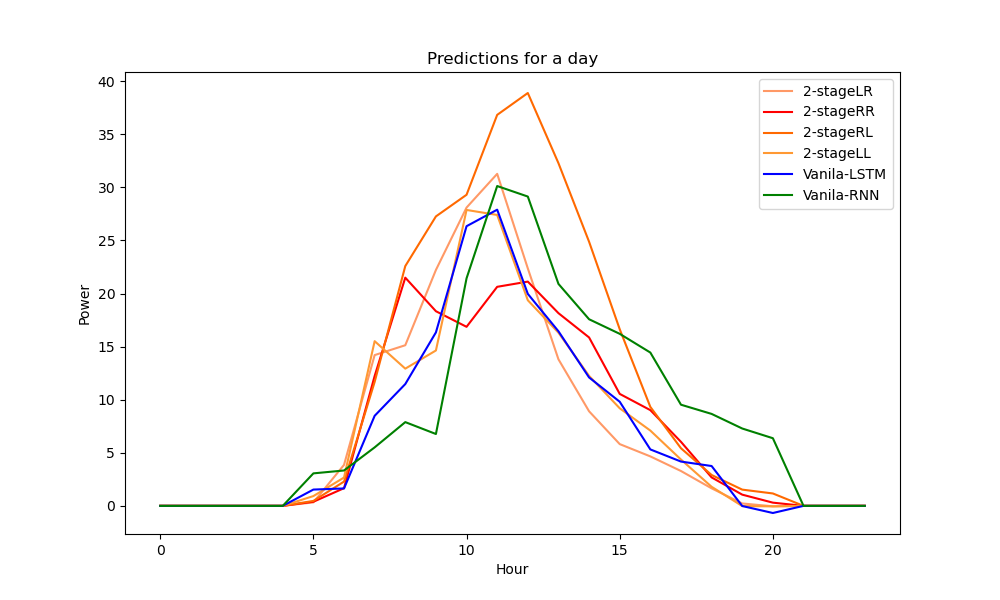 Predictions for a day
40
35
30
25
20
15
10
5
0
Power
0 5 10 15 20
Hour
2-stageLR
2-stageRR
2-stageRL
2-stageLL
Vanila-LSTM
Vanila-RNN